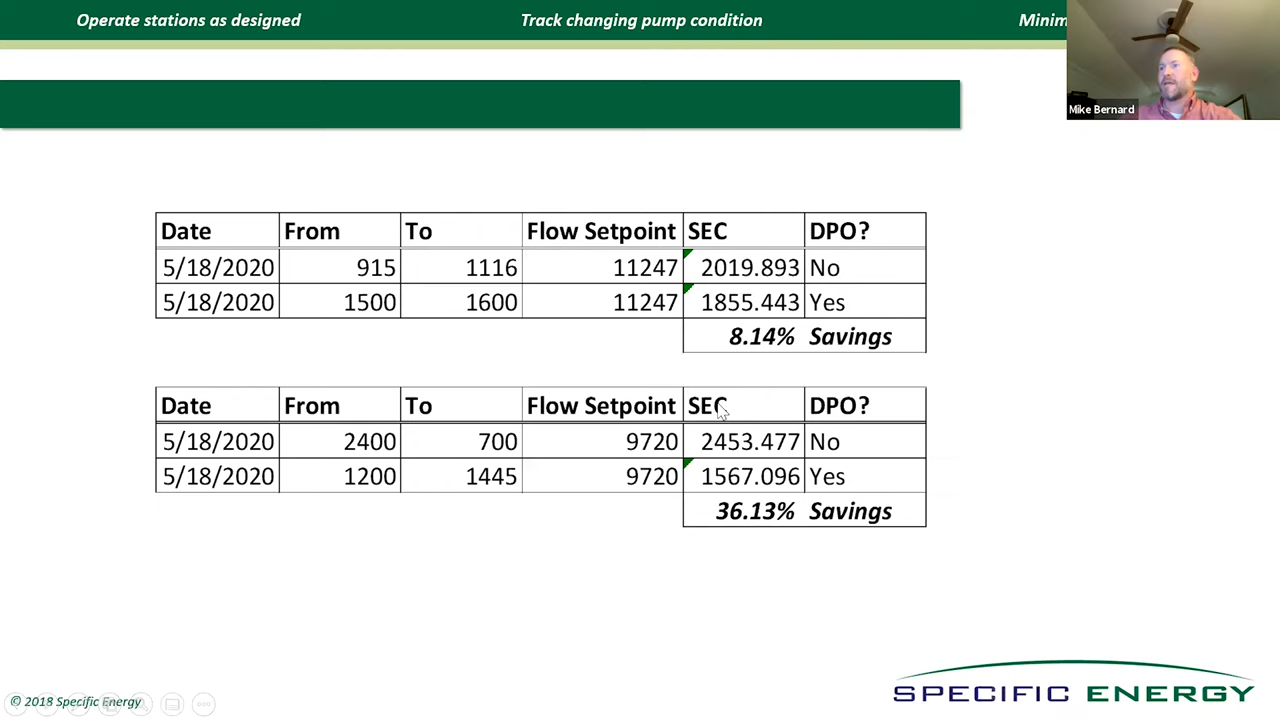 Operate stations as designed Track changing pump condition
Mike Bernard
Date From To Flow Setpoint SEC DPO?
5/18/2020 915 1116 11247 2019.893 No
5/18/2020 1500 1600 11247 1855.443 Yes
8.14% Savings
Date From To Flow Setpoint SEC DPO?
5/18/2020 2400 700 9720 2453.477 No
5/18/2020 1200 1445 9720 1567.096 Yes
36.13% Savings
© 2018 Specific Energy
SPECIFIC ENERGY